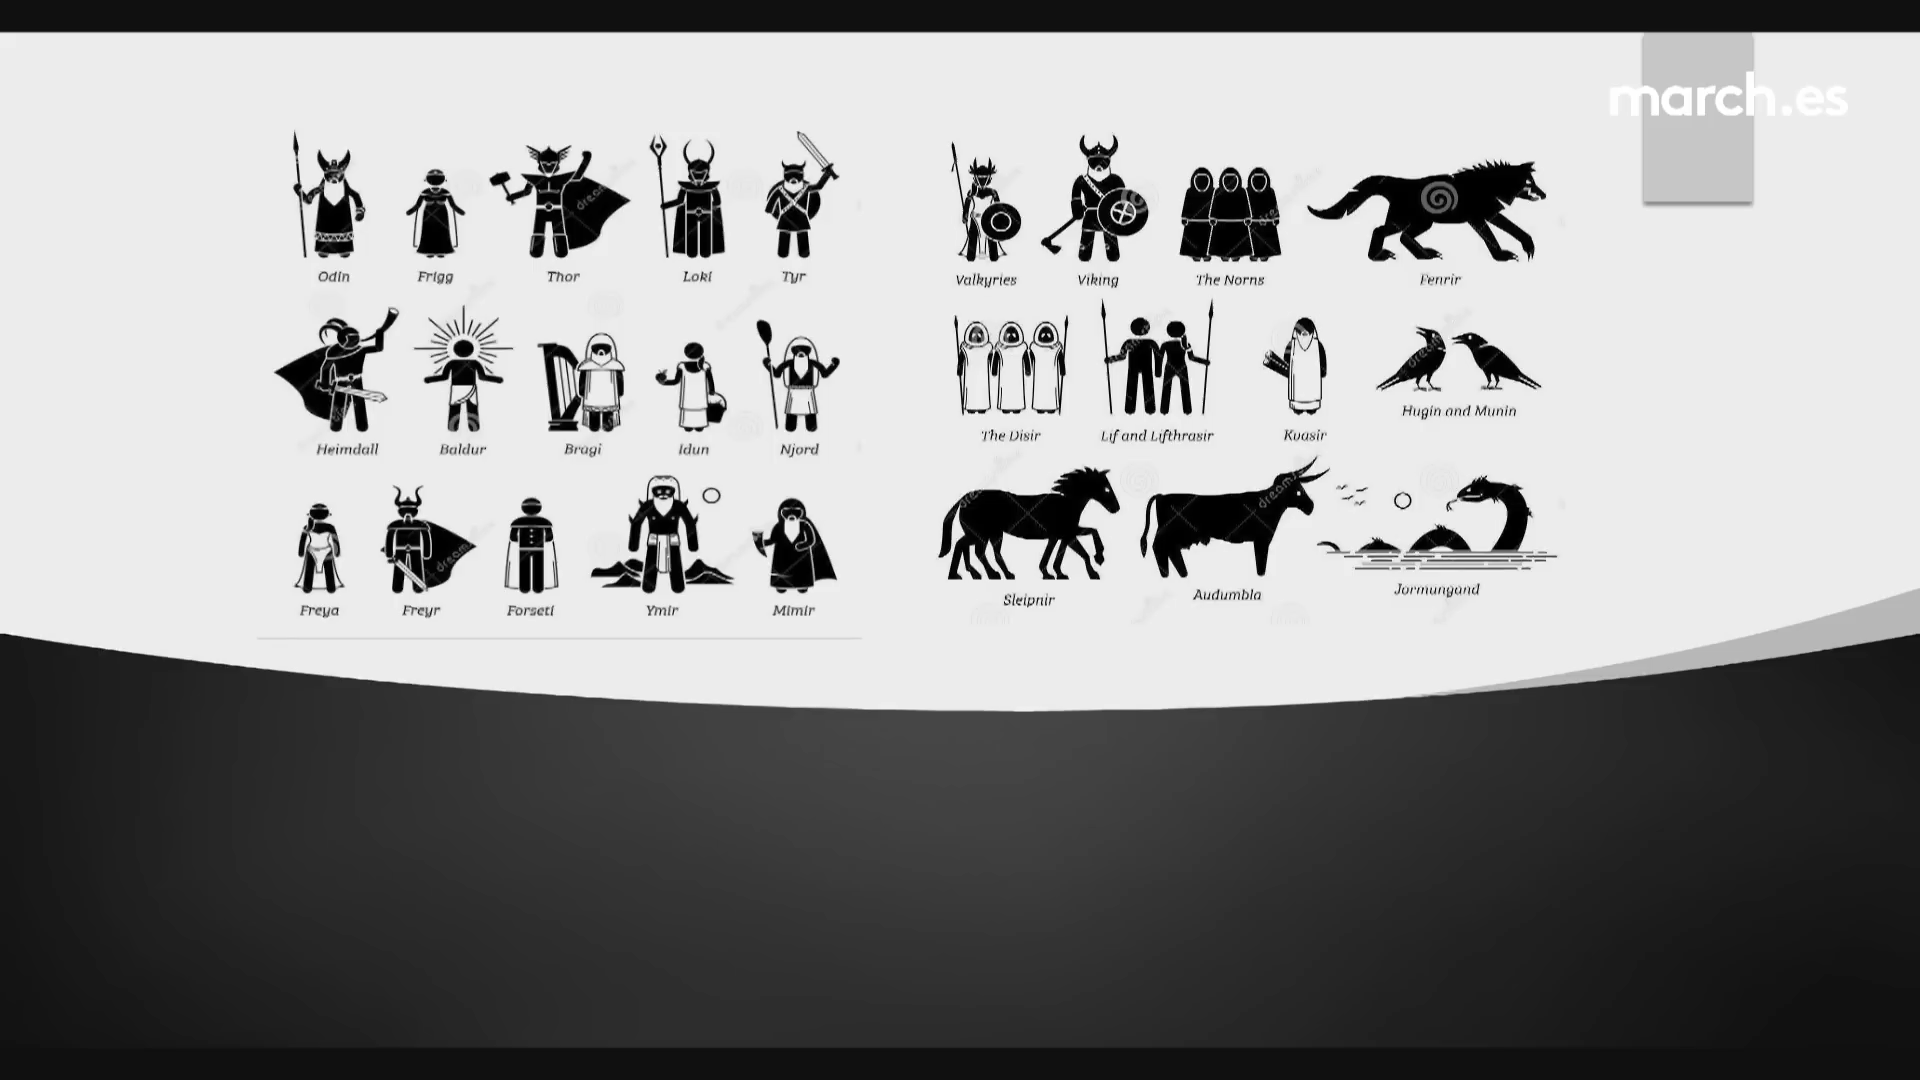 march.es
Odin Frigg Thor Loki Tyr
Heimdall Baldur Bragi Idun Njord
Freya Freyr Forseti Ymir Mimir
Valkyries Viking The Norns Fenrir
The Disir Lif and Lifthrasir Kvasir Hugin and Munin
Sleipnir Audumbla Jormungand